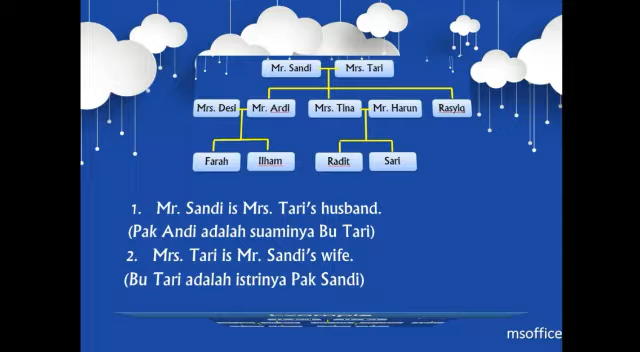 Mr. Sandi Mrs. Tari
Mrs. Desi Mr. Ardi Mrs. Tina Mr. Harun Rasyiq
Farah Ilham Radit Sari
1. Mr. Sandi is Mrs. Tari's husband.
(Pak Andi adalah suaminya Bu Tari)
2. Mrs. Tari is Mr. Sandi's wife.
(Bu Tari adalah istrinya Pak Sandi)
msoffice